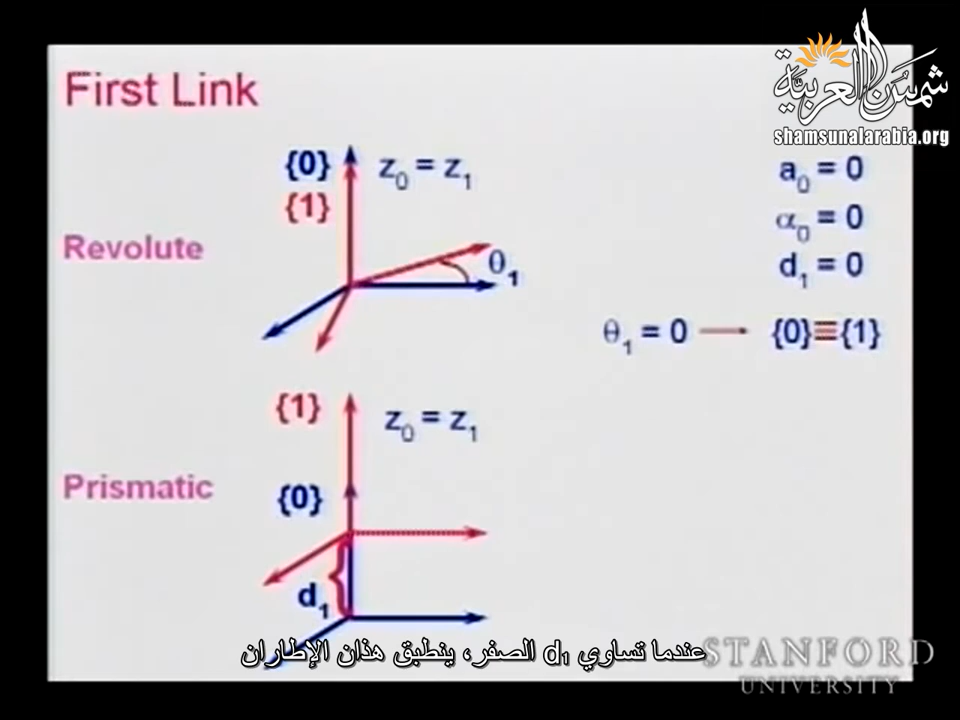 شمس العربية
shamsunalarabia.org
First Link
{0} z₀ = z₁
{1}
Revolute
θ₁
a₀ = 0
α₀ = 0
d₁ = 0
θ₁ = 0 → {0}≡{1}
{1} z₀ = z₁
Prismatic
{0}
d₁
عندما تساوي d₁ الصفر، ينطبق هذان الإطاران
STANFORD
UNIVERSITY